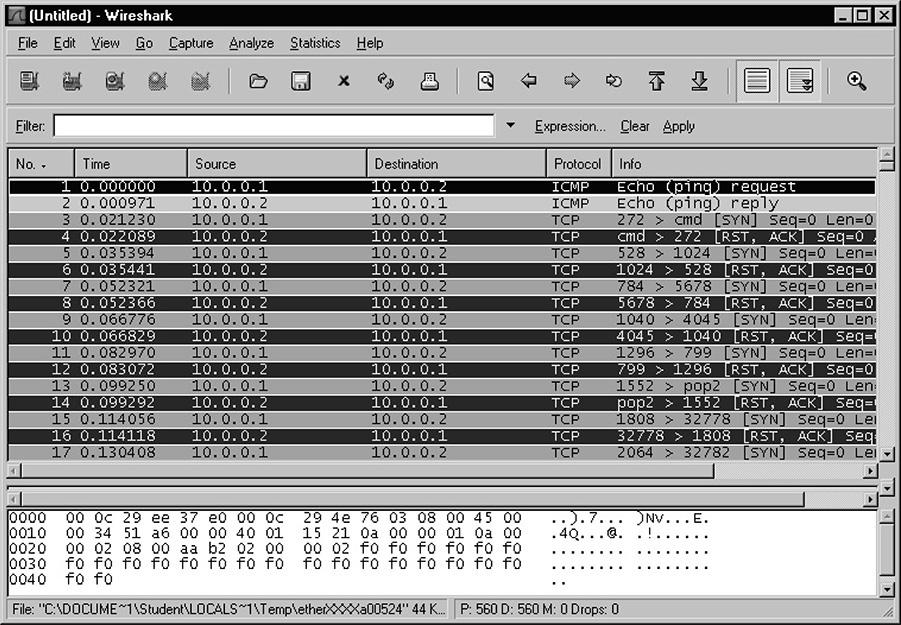 (Untitled) - Wireshark
File Edit View Go Capture Analyze Statistics Help
Filter: Expression... Clear Apply
No. Time Source Destination Protocol Info
1 0.000000 10.0.0.1 10.0.0.2 ICMP Echo (ping) request
2 0.000971 10.0.0.2 10.0.0.1 ICMP Echo (ping) reply
3 0.021230 10.0.0.1 10.0.0.2 TCP 272 > cmd [SYN] Seq=0 Len=0
4 0.022089 10.0.0.2 10.0.0.1 TCP cmd > 272 [RST, ACK] Seq=0
5 0.035394 10.0.0.1 10.0.0.2 TCP 528 > 1024 [SYN] Seq=0 Len=
6 0.035441 10.0.0.2 10.0.0.1 TCP 1024 > 528 [RST, ACK] Seq=0
7 0.052321 10.0.0.1 10.0.0.2 TCP 784 > 5678 [SYN] Seq=0 Len=
8 0.052366 10.0.0.2 10.0.0.1 TCP 5678 > 784 [RST, ACK] Seq=0
9 0.066776 10.0.0.1 10.0.0.2 TCP 1040 > 4045 [SYN] Seq=0 Len=
10 0.066829 10.0.0.2 10.0.0.1 TCP 4045 > 1040 [RST, ACK] Seq=
11 0.082970 10.0.0.1 10.0.0.2 TCP 1296 > 799 [SYN] Seq=0 Len=
12 0.083072 10.0.0.2 10.0.0.1 TCP 799 > 1296 [RST, ACK] Seq=0
13 0.099250 10.0.0.1 10.0.0.2 TCP 1552 > pop2 [SYN] Seq=0 Len=
14 0.099292 10.0.0.2 10.0.0.1 TCP pop2 > 1552 [RST, ACK] Seq=
15 0.114056 10.0.0.1 10.0.0.2 TCP 1808 > 32778 [SYN] Seq=0 Len
16 0.114118 10.0.0.2 10.0.0.1 TCP 32778 > 1808 [RST, ACK] Seq
17 0.130408 10.0.0.1 10.0.0.2 TCP 2064 > 32782 [SYN] Seq=0 Len
0000 00 0c 29 ee 37 e0 00 0c 29 4e 76 03 08 00 45 00 ..).7... )Nv...E.
0010 00 34 51 a6 00 00 40 01 15 21 0a 00 00 01 0a 00 .4Q...@. .!......
0020 00 02 08 00 aa b2 02 00 00 02 f0 f0 f0 f0 f0 f0 ........ ........
0030 f0 f0 f0 f0 f0 f0 f0 f0 f0 f0 f0 f0 f0 f0 f0 f0 ........ ........
0040 f0 f0 ..
File: "C:\DOCUME~1\Student\LOCALS~1\Temp\etherXXXXa00524" 44 K... P: 560 D: 560 M: 0 Drops: 0